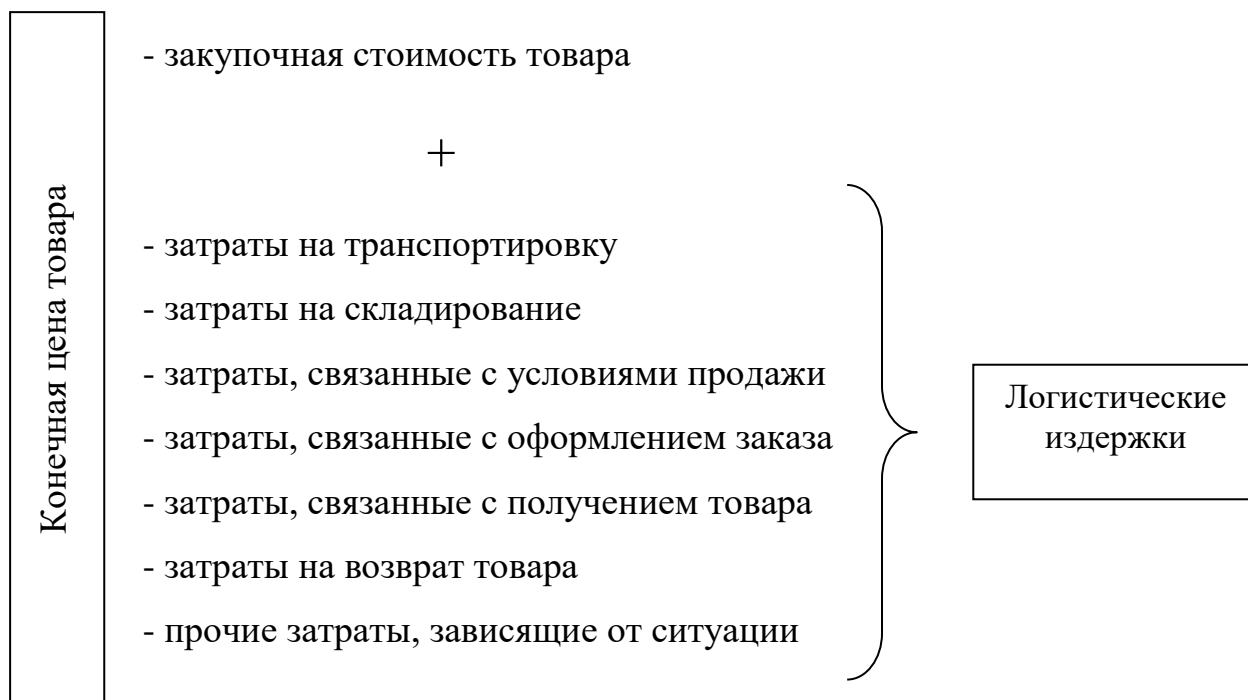 Конечная цена товара
- закупочная стоимость товара
+
- затраты на транспортировку
- затраты на складирование
- затраты, связанные с условиями продажи
- затраты, связанные с оформлением заказа
- затраты, связанные с получением товара
- затраты на возврат товара
- прочие затраты, зависящие от ситуации
Логистические
издержки